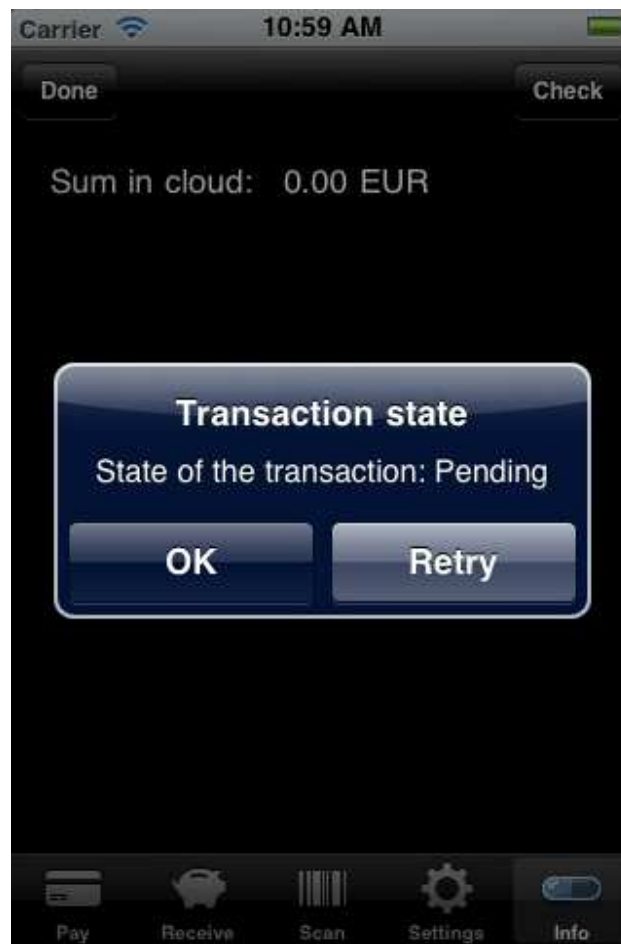 Carrier 10:59 AM
Done Check
Sum in cloud: 0.00 EUR
Transaction state
State of the transaction: Pending
OK Retry
Pay Receive Scan Settings Info